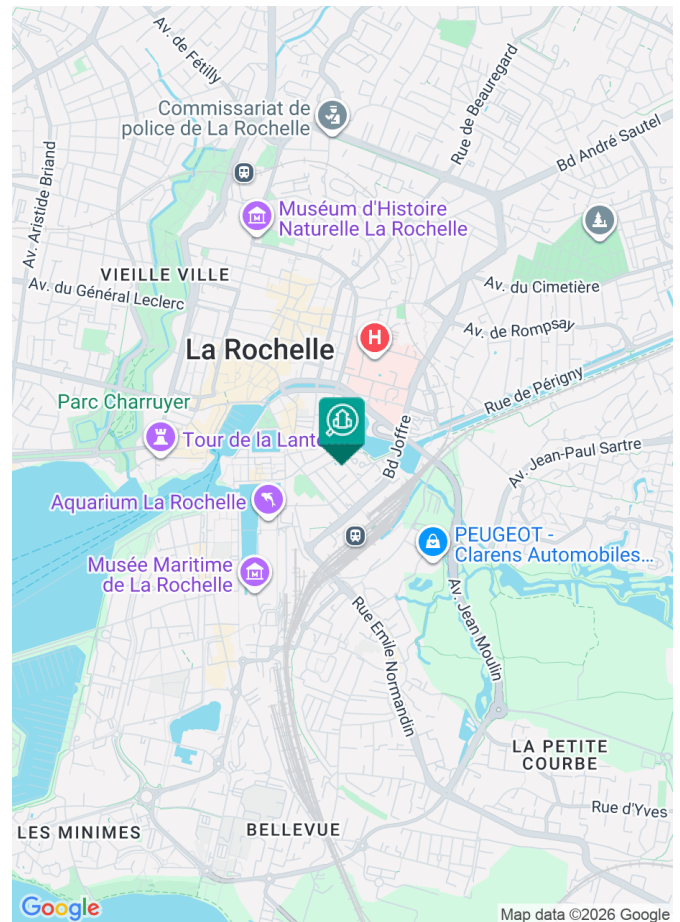 Av. de Fétilly
Commissariat de
police de La Rochelle
Rue de Beauregard
Bd André Sautel
Av. Aristide Briand
Muséum d'Histoire
Naturelle La Rochelle
VIEILLE VILLE
Av. du Général Leclerc
Av. du Cimetière
Av. de Rompsay
La Rochelle
H
Rue de Périgny
Parc Charruyer
Tour de la Lante
Bd Joffre
Av. Jean-Paul Sartre
Aquarium La Rochelle
PEUGEOT -
Clarens Automobiles...
Musée Maritime
de La Rochelle
Av. Jean Moulin
Rue Emile Normandin
LA PETITE
COURBE
Rue d'Yves
LES MINIMES
BELLEVUE
Google
Map data ©2026 Google